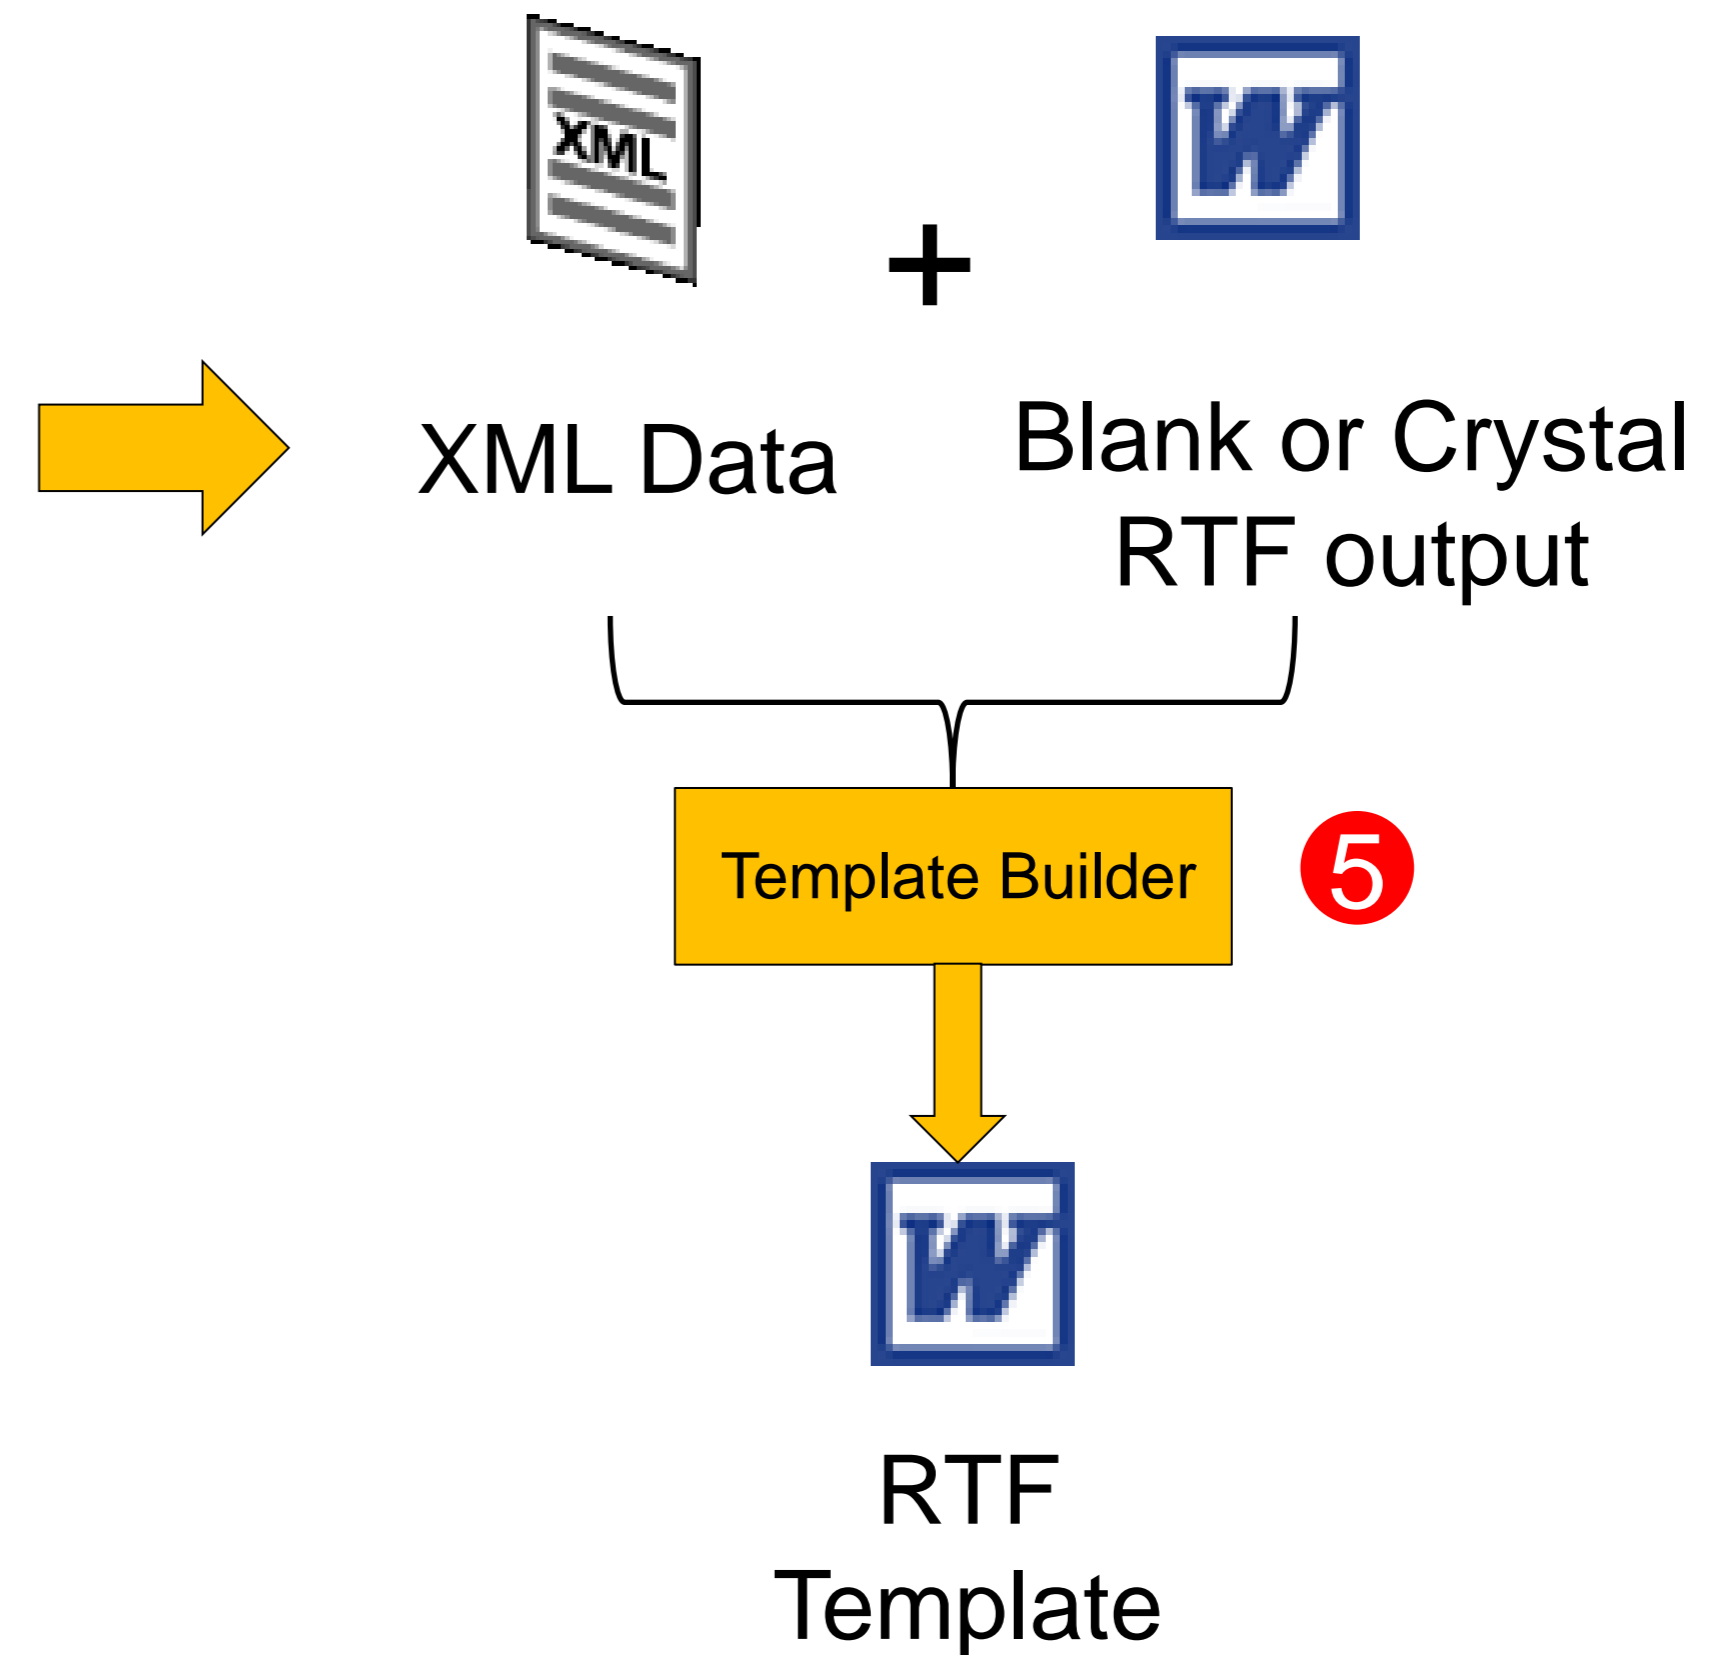 XML
W
+
XML Data
Blank or Crystal
RTF output
Template Builder
5
W
RTF
Template